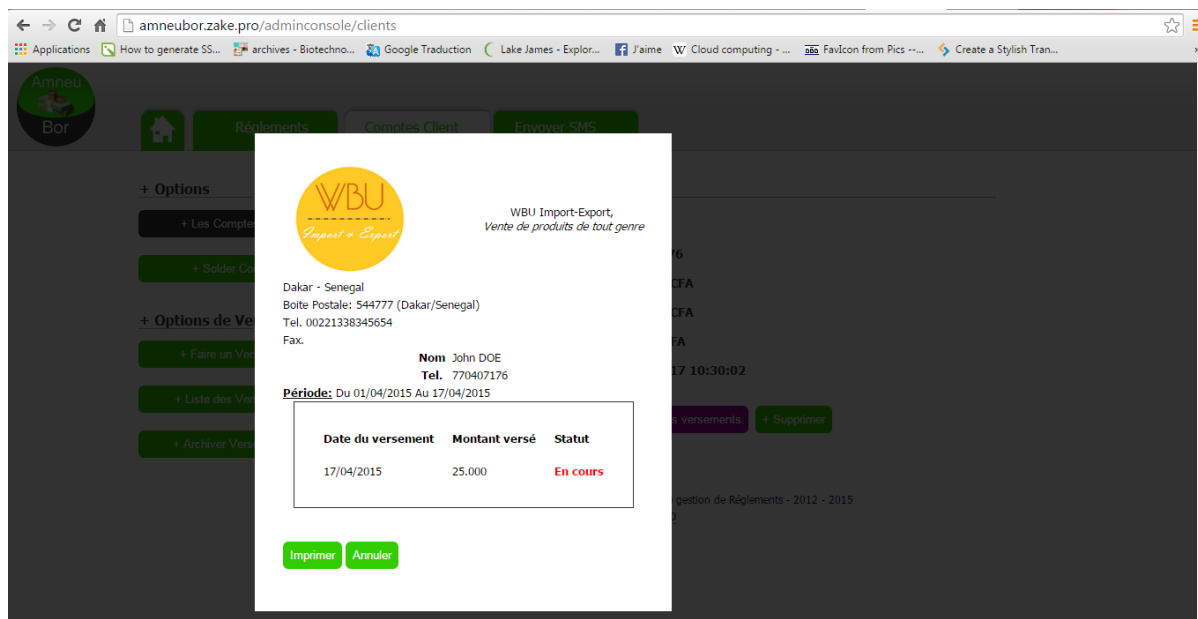 amneubor.zake.pro/adminconsole/clients
Applications How to generate SS... archives - Biotechno... Google Traduction Lake James - Explor... J'aime Cloud computing - ... FavIcon from Pics --... Create a Stylish Tran...
Amneu
Bor
Réglements Comptes Client Envoyer SMS
+ Options
+ Les Comptes
+ Solder Co
+ Options de Ve
+ Faire un Ver
+ Liste des Ver
+ Archiver Vers
WBU
Import & Export
WBU Import-Export,
Vente de produits de tout genre
Dakar - Senegal
Boite Postale: 544777 (Dakar/Senegal)
Tel. 00221338345654
Fax.
Nom John DOE
Tel. 770407176
Période: Du 01/04/2015 Au 17/04/2015
Date du versement Montant versé Statut
17/04/2015 25.000 En cours
Imprimer Annuler
76
CFA
CFA
FA
17 10:30:02
s versements + Supprimer
gestion de Réglements - 2012 - 2015